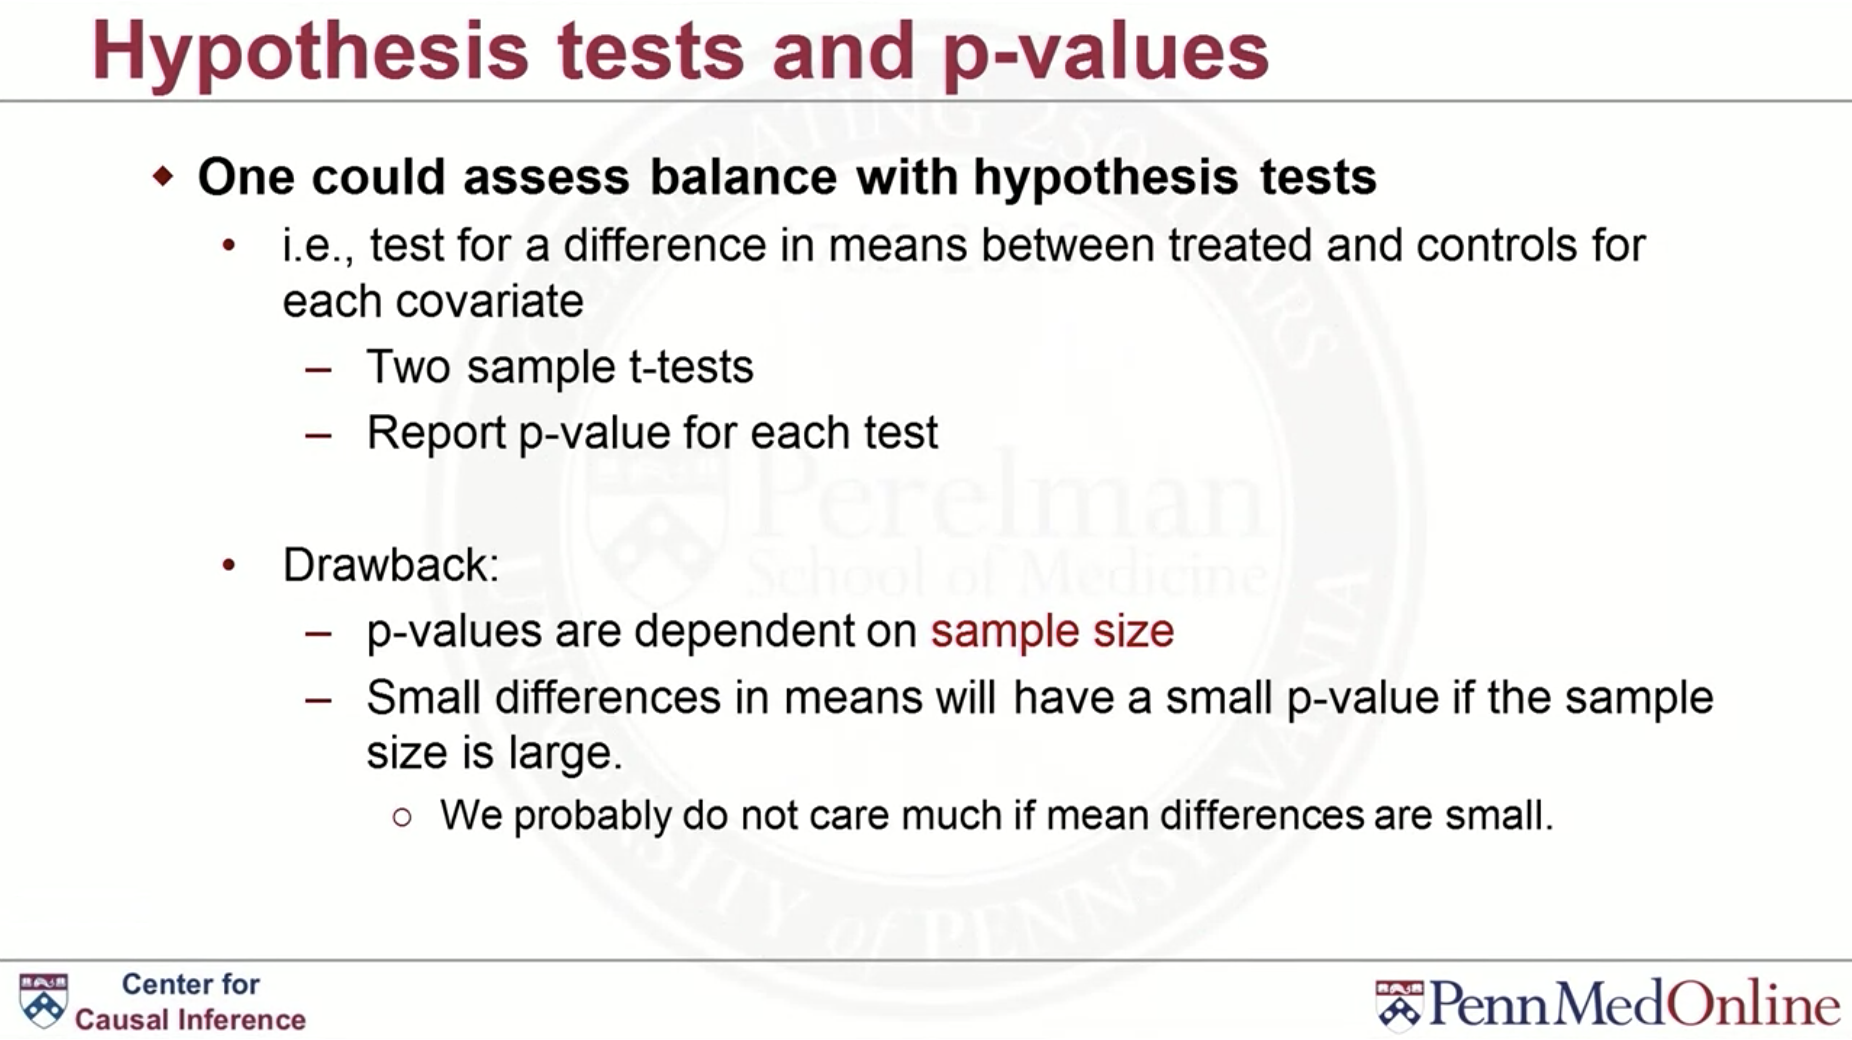 Hypothesis tests and p-values
◆ One could assess balance with hypothesis tests
• i.e., test for a difference in means between treated and controls for
each covariate
– Two sample t-tests
– Report p-value for each test
• Drawback:
– p-values are dependent on sample size
– Small differences in means will have a small p-value if the sample
size is large.
○ We probably do not care much if mean differences are small.
Perelman
School of Medicine
UNIVERSITY of PENNSYLVANIA
Center for
Causal Inference
PennMedOnline